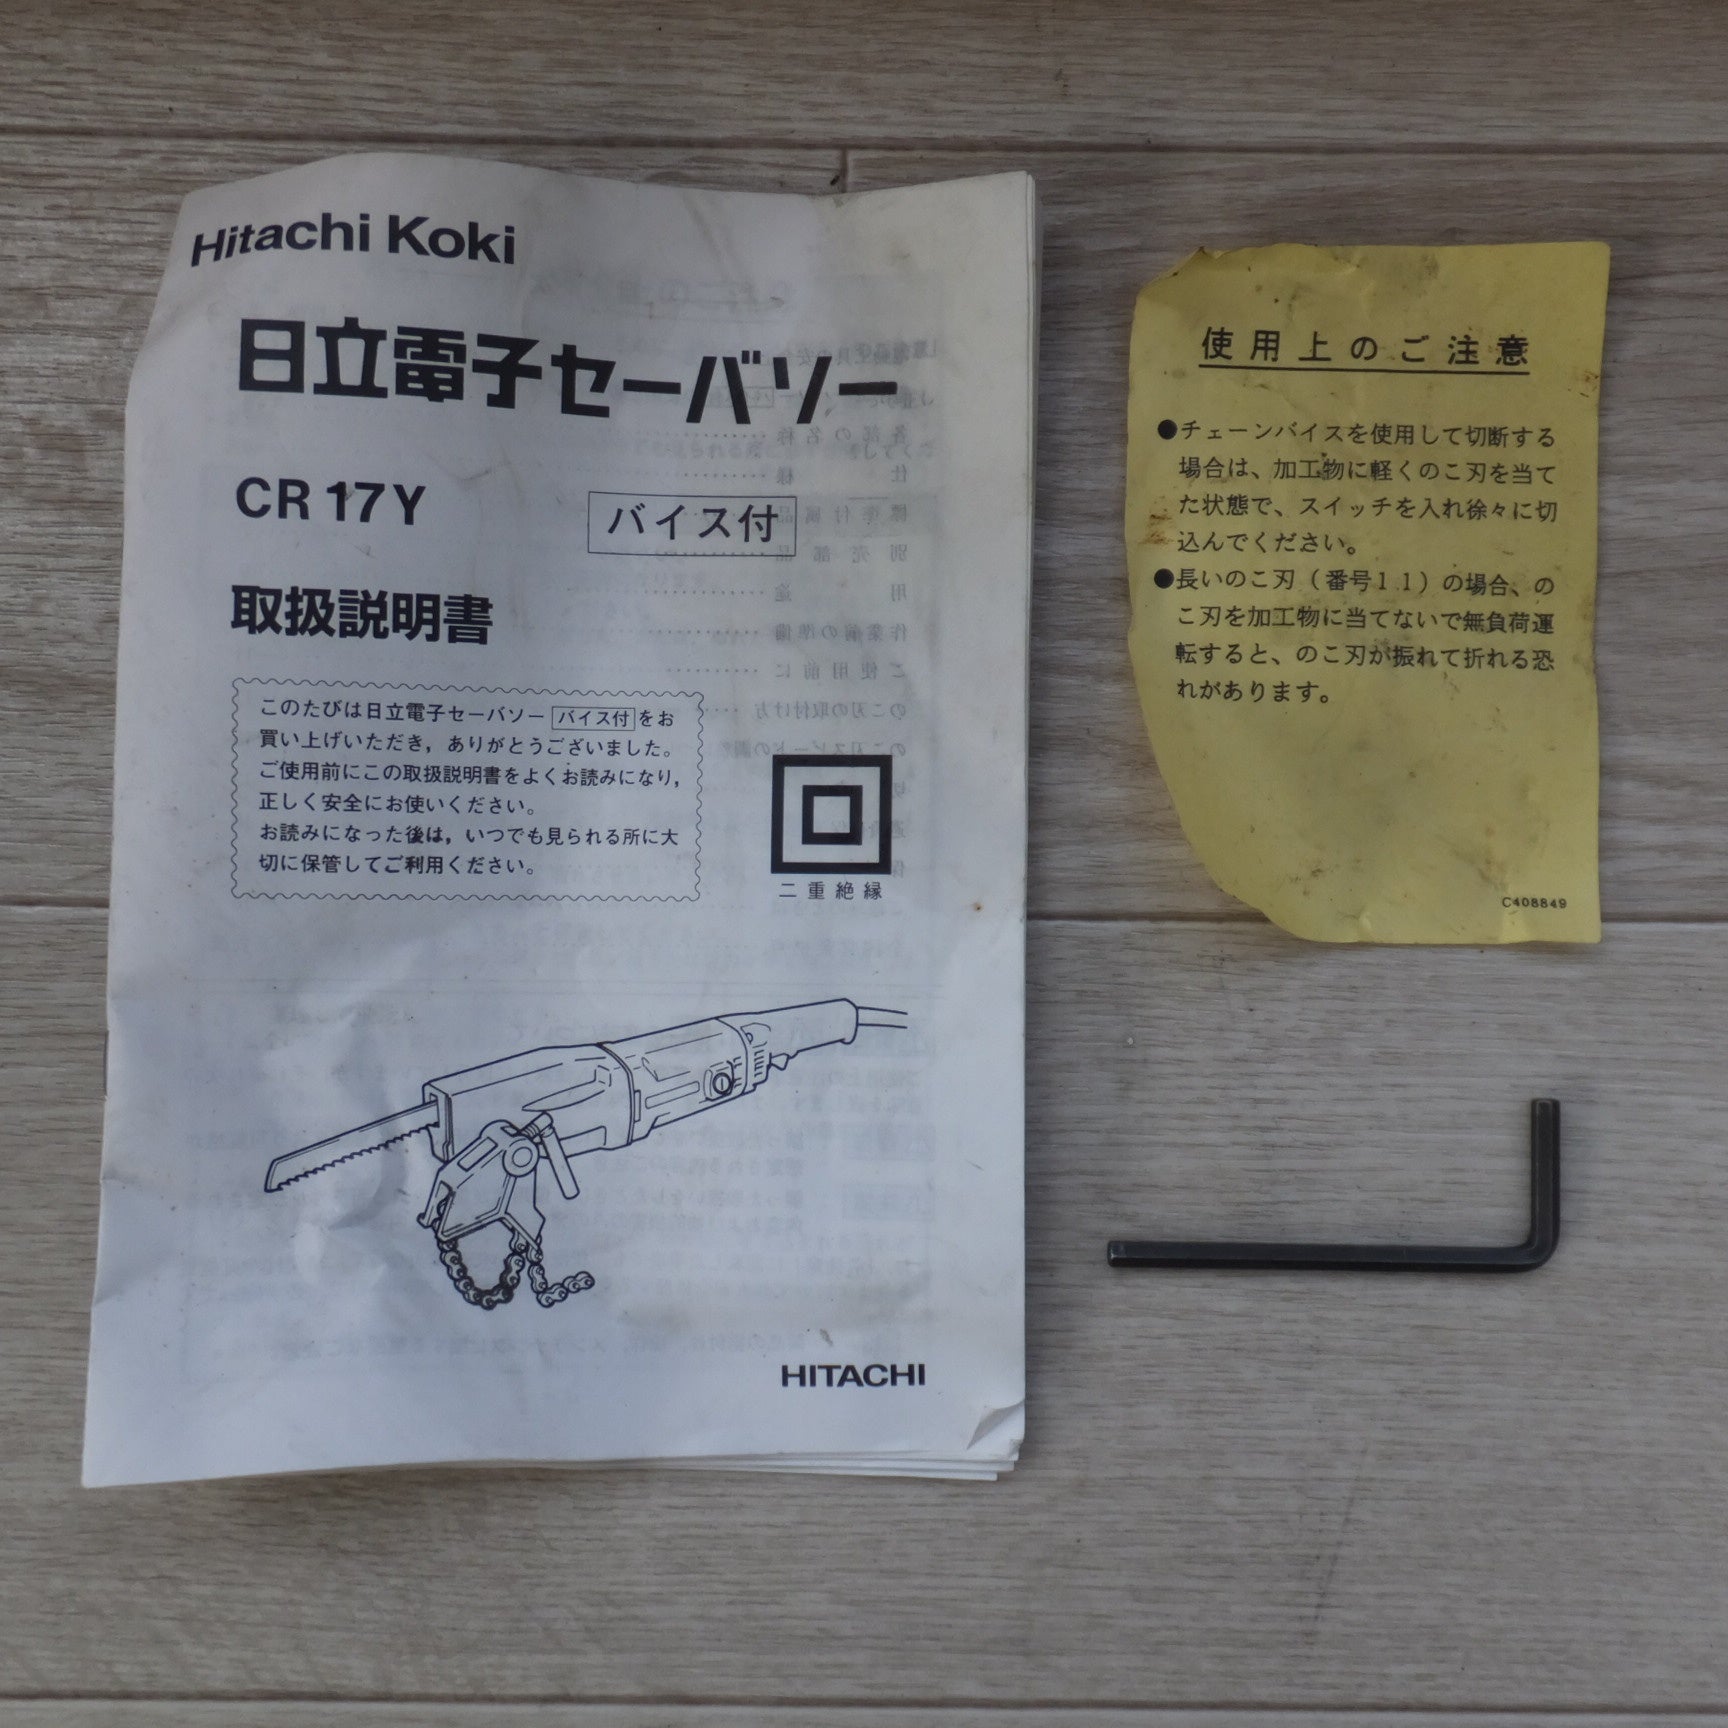 Hitachi Koki
日立電子セーバソー
CR 17Y
バイス付
取扱説明書
このたびは日立電子セーバソー バイス付 をお
買い上げいただき，ありがとうございました。
ご使用前にこの取扱説明書をよくお読みになり，
正しく安全にお使いください。
お読みになった後は，いつでも見られる所に大
切に保管してご利用ください。
二重絶縁
HITACHI
使用上のご注意
●チェーンバイスを使用して切断する
場合は、加工物に軽くのこ刃を当て
た状態で、スイッチを入れ徐々に切
込んでください。
●長いのこ刃（番号１１）の場合、の
こ刃を加工物に当てないで無負荷運
転すると、のこ刃が振れて折れる恐
れがあります。
C408849